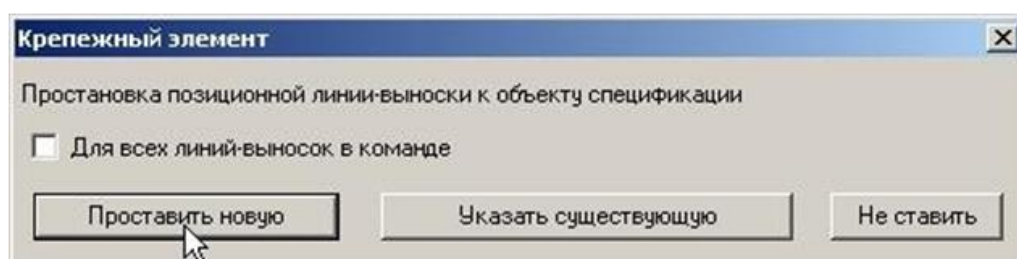 Крепежный элемент
Простановка позиционной линии-выноски к объекту спецификации
Для всех линий-выносок в команде
Проставить новую
Указать существующую
Не ставить